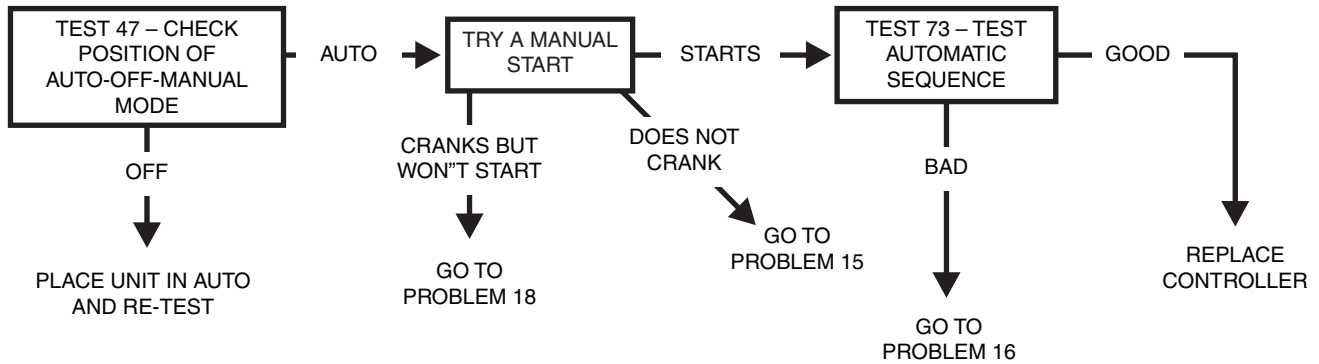 TEST 47 – CHECK
POSITION OF
AUTO-OFF-MANUAL
MODE
AUTO
TRY A MANUAL
START
STARTS
TEST 73 – TEST
AUTOMATIC
SEQUENCE
GOOD
OFF
CRANKS BUT
WON"T START
DOES NOT
CRANK
BAD
PLACE UNIT IN AUTO
AND RE-TEST
GO TO
PROBLEM 18
GO TO
PROBLEM 15
GO TO
PROBLEM 16
REPLACE
CONTROLLER